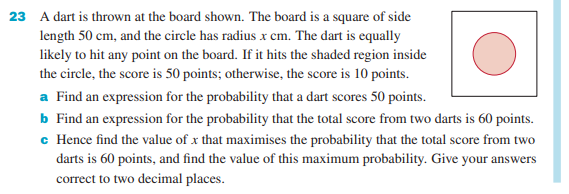 23 A dart is thrown at the board shown. The board is a square of side
length 50 cm, and the circle has radius x cm. The dart is equally
likely to hit any point on the board. If it hits the shaded region inside
the circle, the score is 50 points; otherwise, the score is 10 points.
a Find an expression for the probability that a dart scores 50 points.
b Find an expression for the probability that the total score from two darts is 60 points.
c Hence find the value of x that maximises the probability that the total score from two
darts is 60 points, and find the value of this maximum probability. Give your answers
correct to two decimal places.